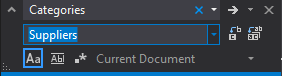 Categories
Suppliers
Aa Ab .* Current Document